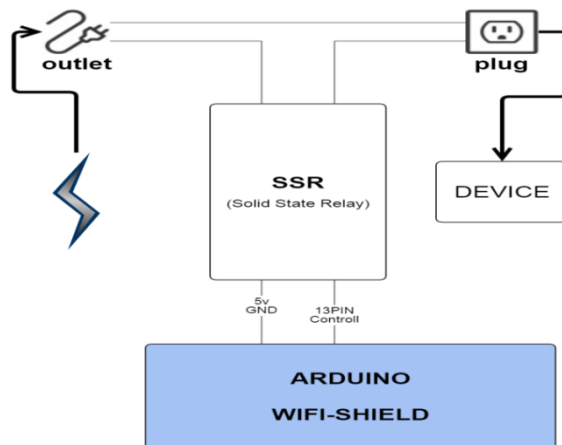 outlet
plug
SSR
(Solid State Relay)
DEVICE
5v
GND
13PIN
Controll
ARDUINO
WIFI-SHIELD